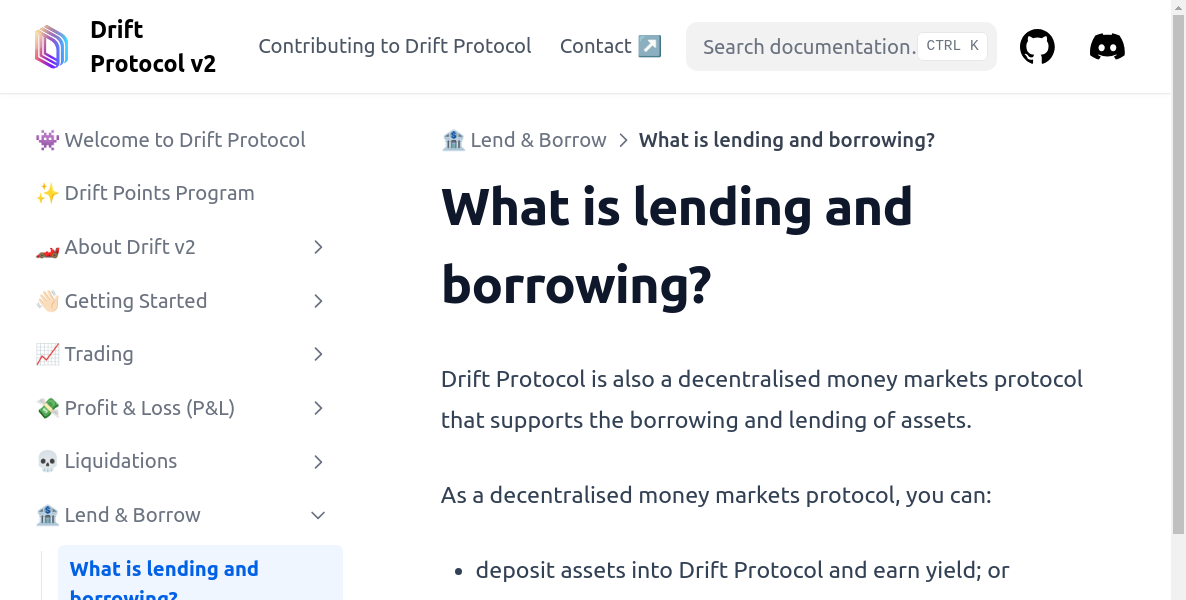 Drift
Protocol v2
Contributing to Drift Protocol
Contact ↗️
Search documentation.
CTRL K
👾 Welcome to Drift Protocol
✨ Drift Points Program
🏎️ About Drift v2
👋🏻 Getting Started
📈 Trading
💸 Profit & Loss (P&L)
💀 Liquidations
🏦 Lend & Borrow
What is lending and
borrowing?
🏦 Lend & Borrow > What is lending and borrowing?
What is lending and
borrowing?
Drift Protocol is also a decentralised money markets protocol
that supports the borrowing and lending of assets.
As a decentralised money markets protocol, you can:
• deposit assets into Drift Protocol and earn yield; or